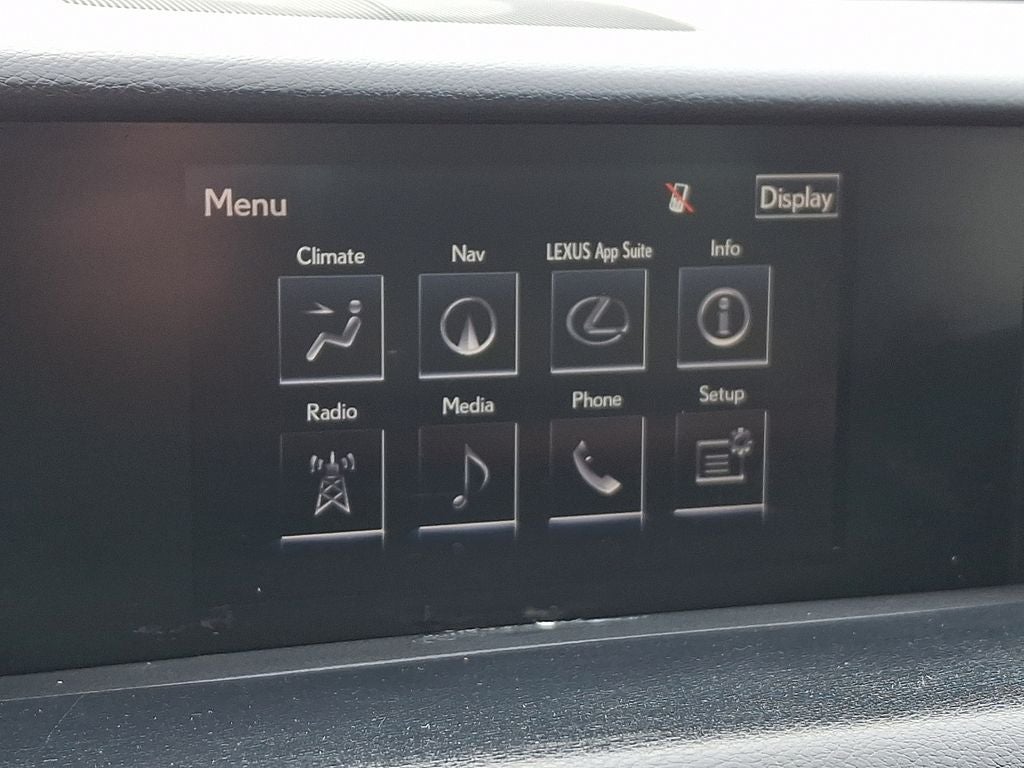 Menu
Display
Climate
Nav
LEXUS App Suite
Info
Radio
Media
Phone
Setup